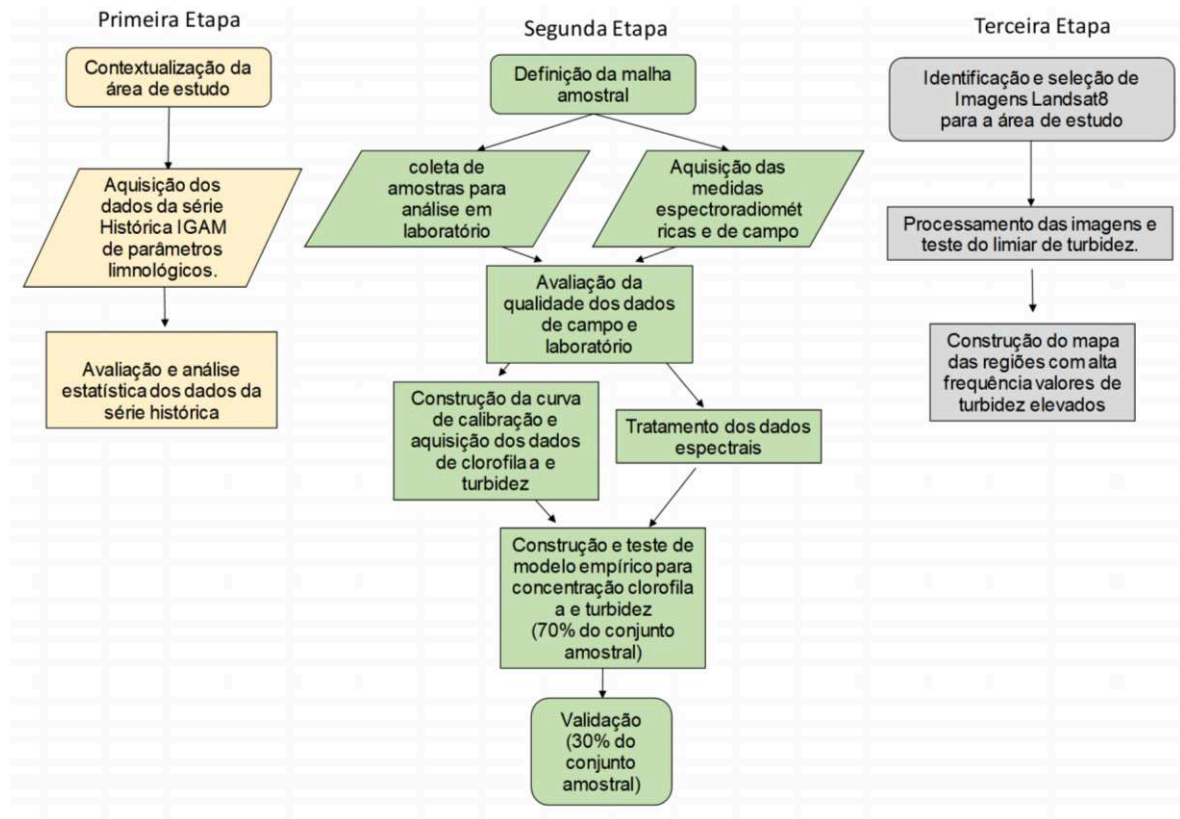 Primeira Etapa
Contextualização da
área de estudo
Aquisição dos
dados da série
Histórica IGAM
de parâmetros
limnológicos.
Avaliação e análise
estatística dos dados da
série histórica
Segunda Etapa
Definição da malha
amostral
coleta de
amostras para
análise em
laboratório
Aquisição das
medidas
espectroradiomét
ricas e de campo
Avaliação da
qualidade dos dados
de campo e
laboratório
Construção da curva
de calibração e
aquisição dos dados
de clorofila a e
turbidez
Tratamento dos dados
espectrais
Construção e teste de
modelo empírico para
concentração clorofila
a e turbidez
(70% do conjunto
amostral)
Validação
(30% do
conjunto
amostral)
Terceira Etapa
Identificação e seleção de
Imagens Landsat8
para a área de estudo
Processamento das imagens e
teste do limiar de turbidez.
Construção do mapa
das regiões com alta
frequência valores de
turbidez elevados